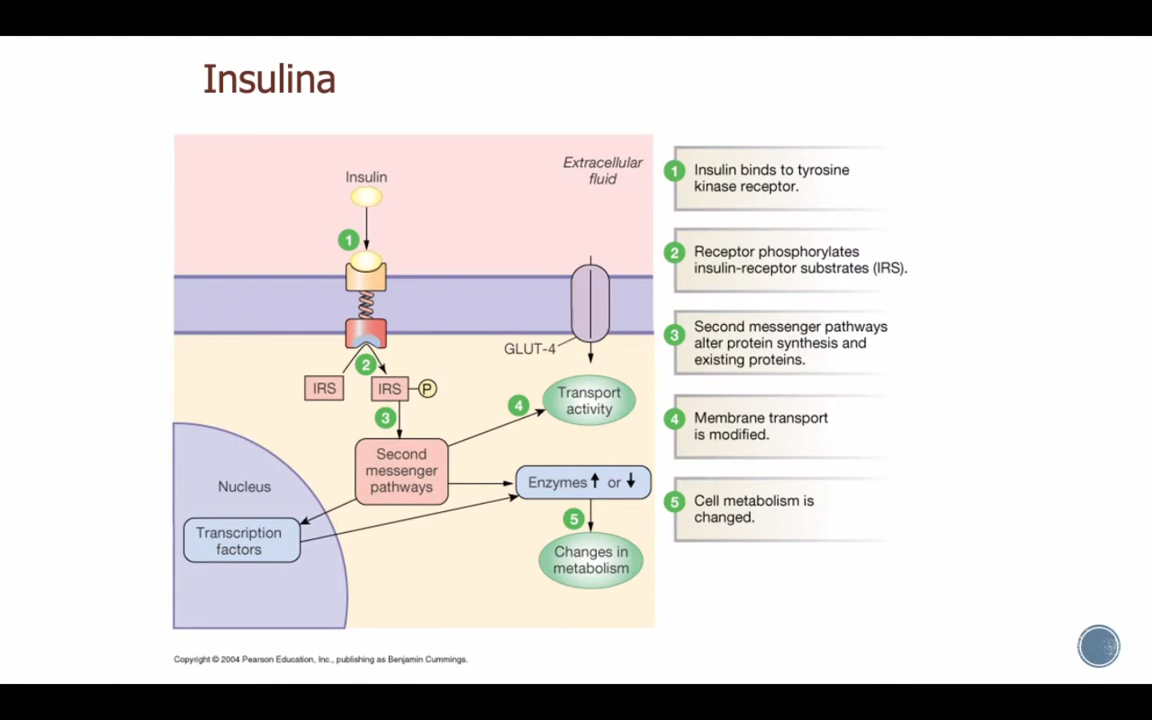 Insulina
Extracellular
fluid
Insulin
1
GLUT-4
2
IRS
IRS
P
3
4
Transport
activity
Second
messenger
pathways
Enzymes ↑ or ↓
Nucleus
Transcription
factors
5
Changes in
metabolism
1 Insulin binds to tyrosine
kinase receptor.
2 Receptor phosphorylates
insulin-receptor substrates (IRS).
3 Second messenger pathways
alter protein synthesis and
existing proteins.
4 Membrane transport
is modified.
5 Cell metabolism is
changed.
Copyright © 2004 Pearson Education, Inc., publishing as Benjamin Cummings.